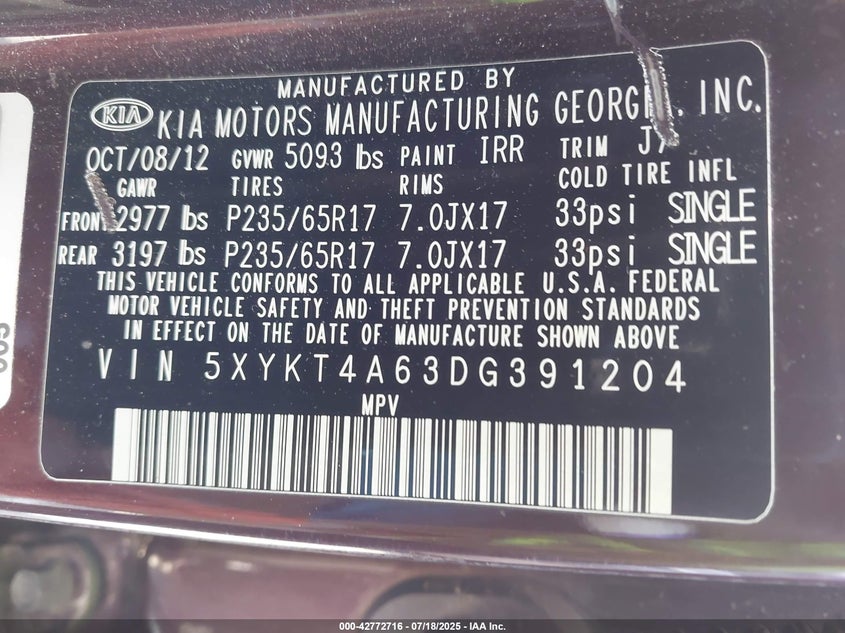 MANUFACTURED BY
KIA KIA MOTORS MANUFACTURING GEORGIA, INC.
OCT/08/12 GVWR 5093 lbs PAINT IRR TRIM J7
GAWR TIRES RIMS COLD TIRE INFL
FRONT 2977 lbs P235/65R17 7.0JX17 33psi SINGLE
REAR 3197 lbs P235/65R17 7.0JX17 33psi SINGLE
THIS VEHICLE CONFORMS TO ALL APPLICABLE U.S.A. FEDERAL
MOTOR VEHICLE SAFETY AND THEFT PREVENTION STANDARDS
IN EFFECT ON THE DATE OF MANUFACTURE SHOWN ABOVE
VIN 5XYKT4A63DG391204
MPV
000-42772716 - 07/18/2025 - IAA Inc.